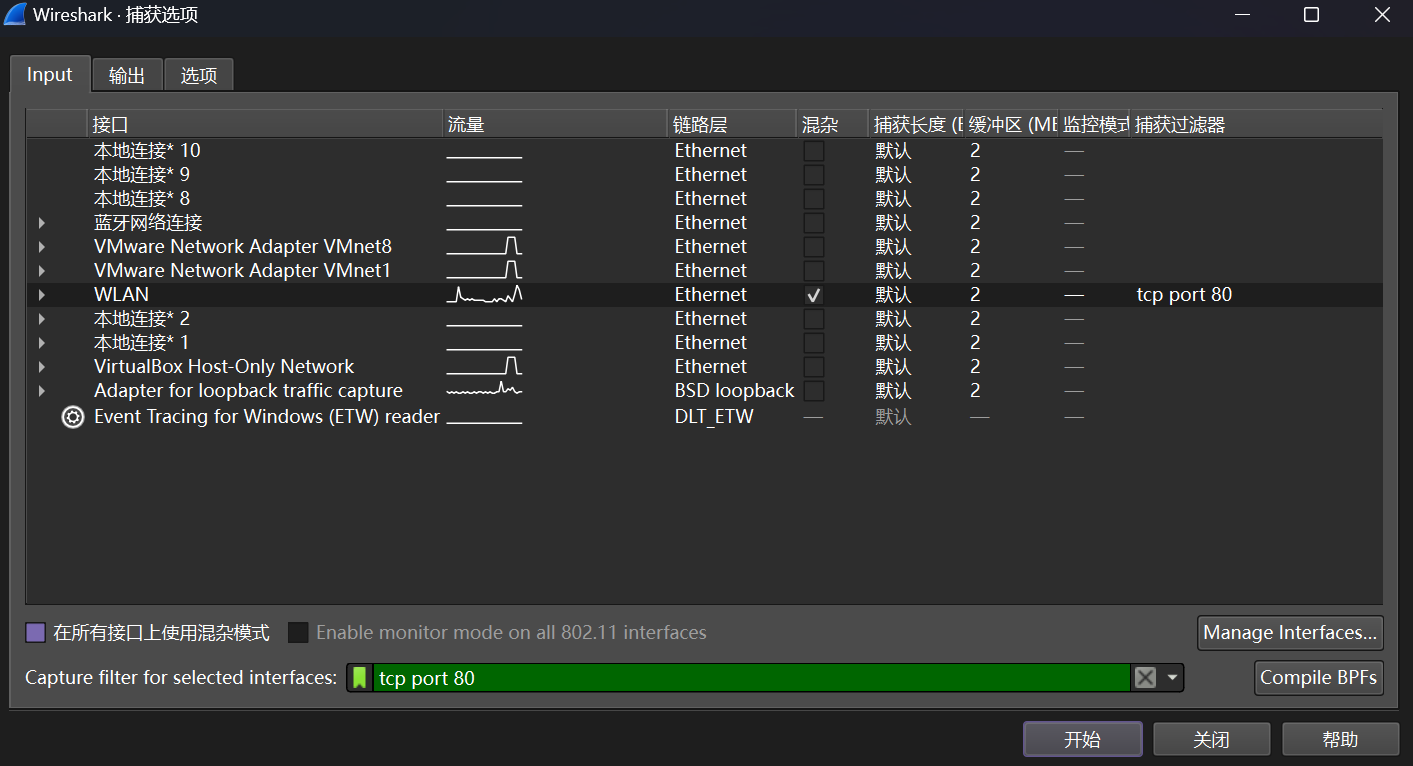 Wireshark · 捕获选项
Input 输出 选项
接口 流量 链路层 混杂 捕获长度 (B 缓冲区 (MB 监控模式 捕获过滤器
本地连接* 10 Ethernet 默认 2 —
本地连接* 9 Ethernet 默认 2 —
本地连接* 8 Ethernet 默认 2 —
蓝牙网络连接 Ethernet 默认 2 —
VMware Network Adapter VMnet8 Ethernet 默认 2 —
VMware Network Adapter VMnet1 Ethernet 默认 2 —
WLAN Ethernet 默认 2 — tcp port 80
本地连接* 2 Ethernet 默认 2 —
本地连接* 1 Ethernet 默认 2 —
VirtualBox Host-Only Network Ethernet 默认 2 —
Adapter for loopback traffic capture BSD loopback 默认 2 —
Event Tracing for Windows (ETW) reader DLT_ETW — 默认 — —
在所有接口上使用混杂模式 Enable monitor mode on all 802.11 interfaces Manage Interfaces...
Capture filter for selected interfaces: tcp port 80 Compile BPFs
开始 关闭 帮助